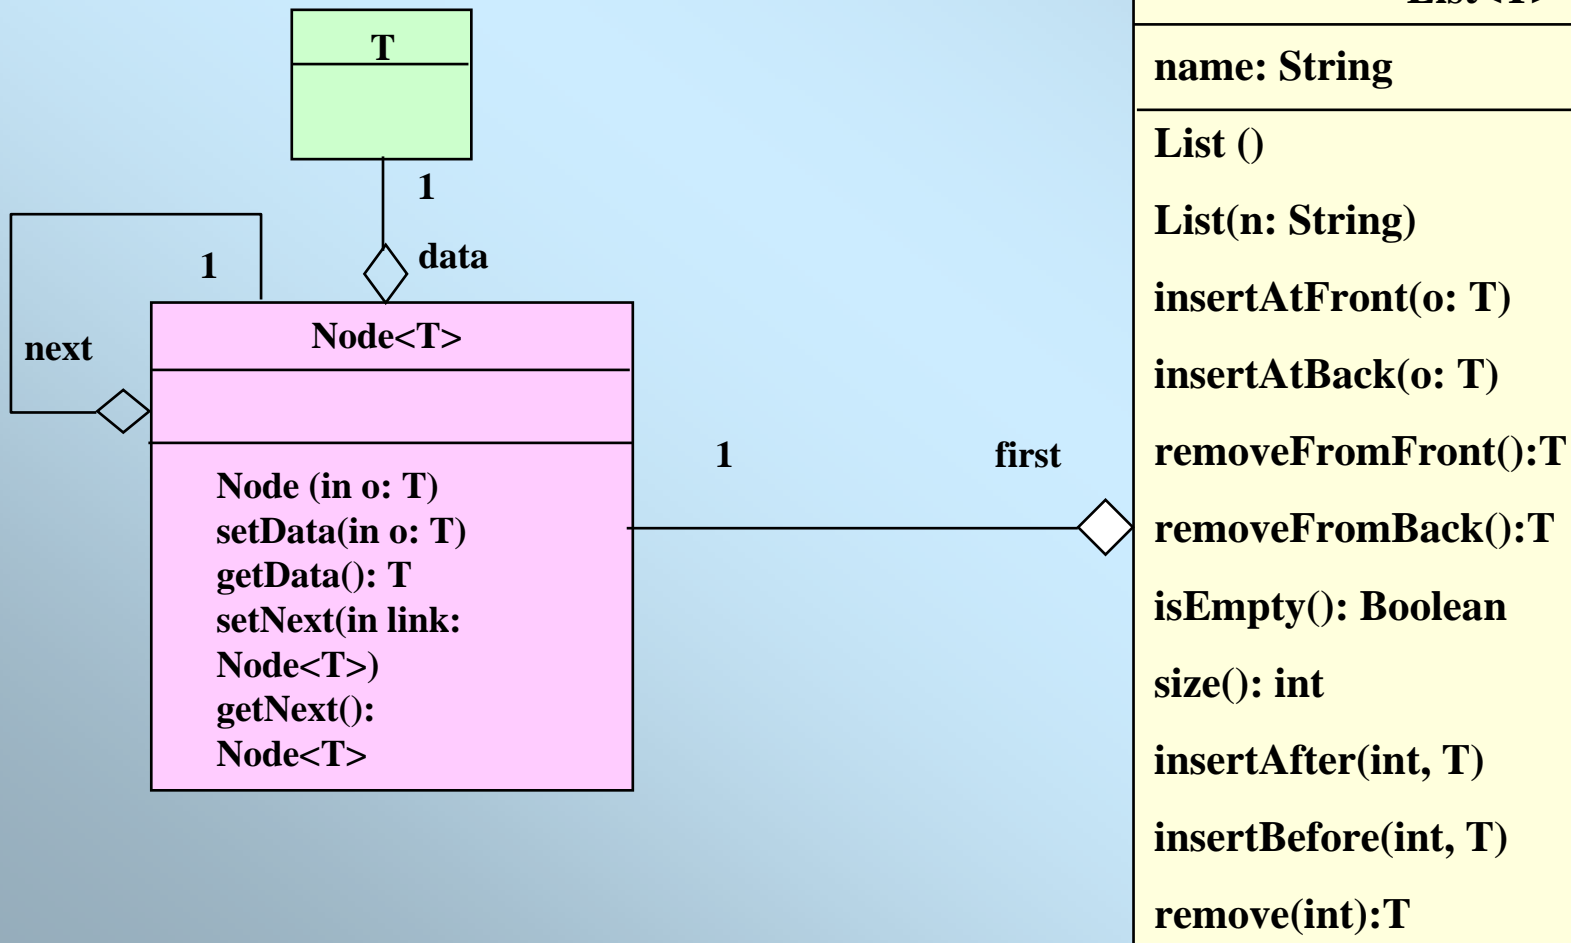 T
1
data
1
next
Node<T>
Node (in o: T)
setData(in o: T)
getData(): T
setNext(in link:
Node<T>)
getNext():
Node<T>
1
first
List<T>
name: String
List ()
List(n: String)
insertAtFront(o: T)
insertAtBack(o: T)
removeFromFront():T
removeFromBack():T
isEmpty(): Boolean
size(): int
insertAfter(int, T)
insertBefore(int, T)
remove(int):T